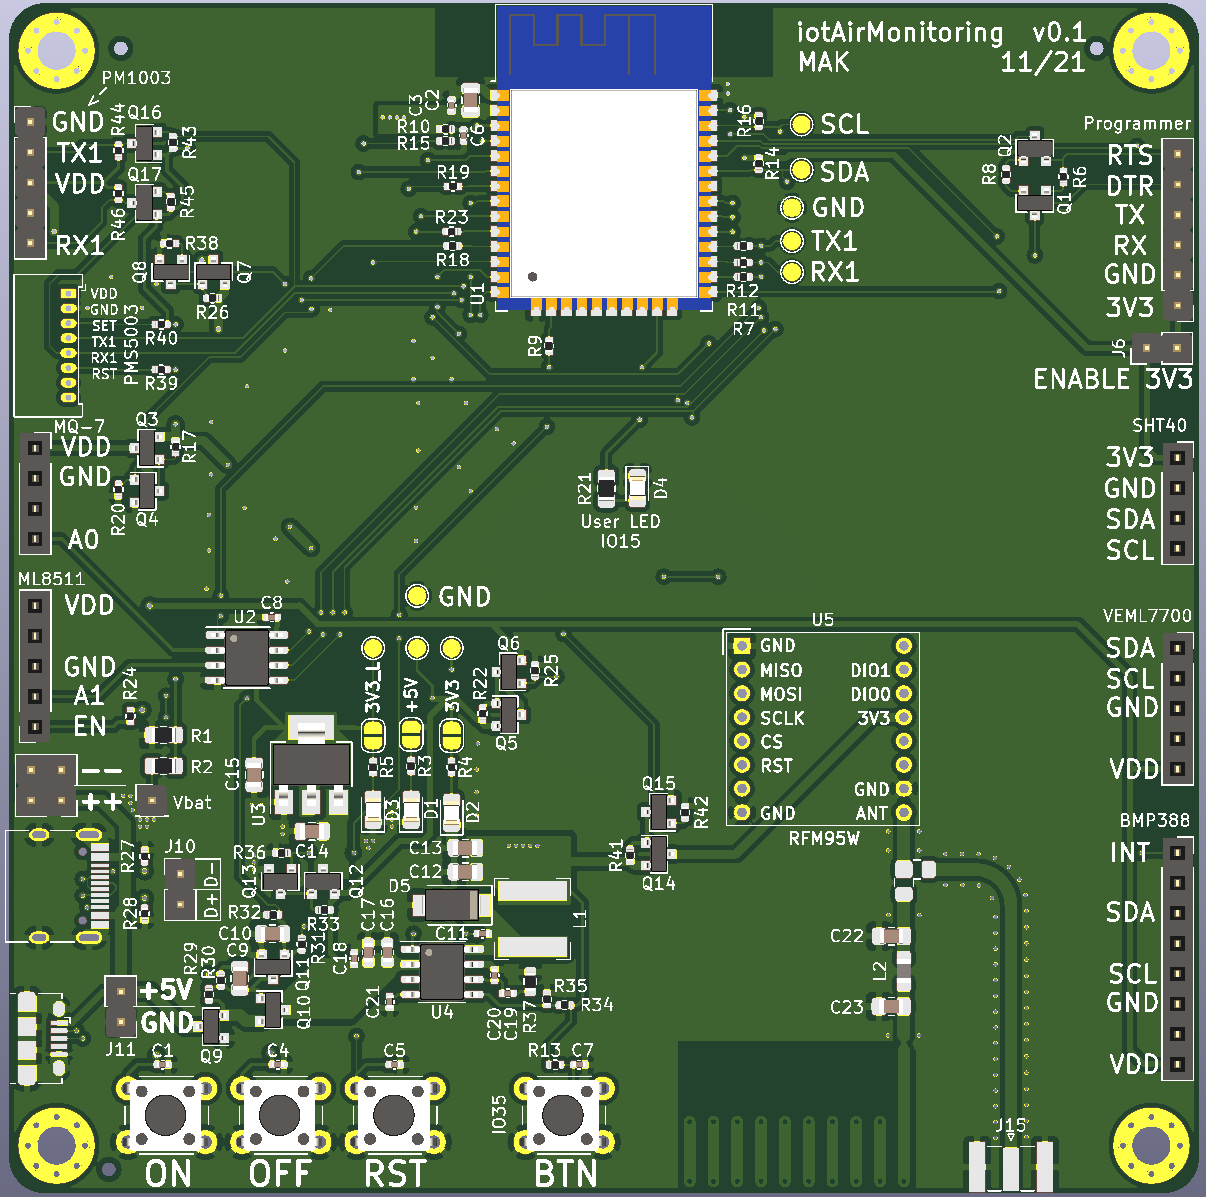 iotAirMonitoring v0.1
MAK 11/21
PM1003
GND
TX1
VDD
RX1
R44
Q16
R43
Q17
R46
R45
R38
Q8
Q7
R26
VDD
GND
SET
TX1
RX1
RST
PMS5003
R40
R39
C3
C2
R10
R15
C6
R19
R23
R18
U1
R9
R16
R14
SCL
SDA
GND
TX1
RX1
R12
R11
R7
Q2
R8
R6
Q1
Programmer
RTS
DTR
TX
RX
GND
3V3
J6
ENABLE 3V3
MQ-7
VDD
GND
A0
Q3
R17
R20
Q4
R21
D4
User LED
IO15
SHT40
3V3
GND
SDA
SCL
ML8511
VDD
GND
A1
EN
R24
R1
R2
U2
C8
GND
3V3_L
+5V
3V3
Q6
R25
R22
Q5
R5
R3
R4
D3
D1
D2
C15
U3
C14
U5
GND
MISO
MOSI
SCLK
CS
RST
GND
DIO1
DIO0
3V3
GND
ANT
RFM95W
VEML7700
SDA
SCL
GND
VDD
--
++
Vbat
R27
R28
J10
D+D-
R36
Q13
Q12
R32
R33
C10
R31
C9
R29
R30
Q11
Q10
Q9
C13
C12
D5
C17
C16
C18
C11
L1
C21
U4
C20
C19
R37
R35
R34
Q15
R42
R41
Q14
C22
L2
C23
BMP388
INT
SDA
SCL
GND
VDD
+5V
GND
J11
C1
C4
C5
R13
C7
IO35
ON
OFF
RST
BTN
J15